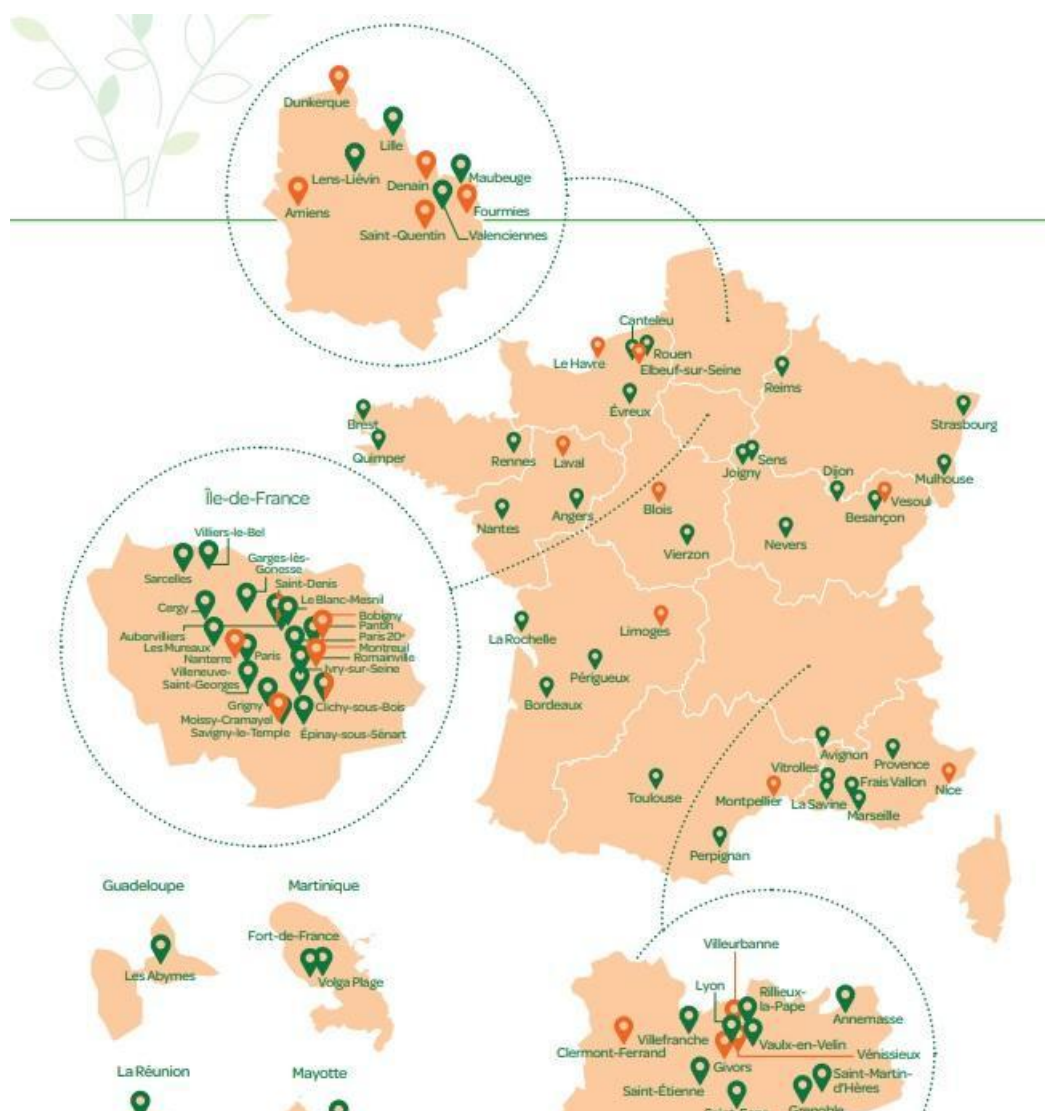 Dunkerque
Lille
Lens-Liévin
Denain
Maubeuge
Amiens
Fourmies
Saint-Quentin
Valenciennes
Canteleu
Le Havre
Rouen
Elbeuf-sur-Seine
Reims
Évreux
Strasbourg
Brest
Quimper
Rennes
Laval
Joigny
Sens
Dijon
Mulhouse
Vesoul
Besançon
Nantes
Angers
Blois
Vierzon
Nevers
Île-de-France
Villiers-le-Bel
Garges-lès-
Gonesse
Sarcelles
Saint-Denis
Le Blanc-Mesnil
Cergy
Bobigny
Pantin
Aubervilliers
Paris 20e
Les Mureaux
Montreuil
Nanterre
Paris
Romainville
Villeneuve-
Saint-Georges
Ivry-sur-Seine
Grigny
Clichy-sous-Bois
Moissy-Cramayel
Savigny-le-Temple
Épinay-sous-Sénart
La Rochelle
Limoges
Périgueux
Bordeaux
Avignon
Provence
Vitrolles
Frais Vallon
Nice
Toulouse
Montpellier
La Savine
Marseille
Perpignan
Guadeloupe
Martinique
Fort-de-France
Les Abymes
Volga Plage
Villeurbanne
Lyon
Rillieux-
la-Pape
Annemasse
Villefranche
Clermont-Ferrand
Vaulx-en-Velin
Vénissieux
Givors
Saint-Étienne
Saint-Martin-
d'Hères
Grenoble
La Réunion
Mayotte